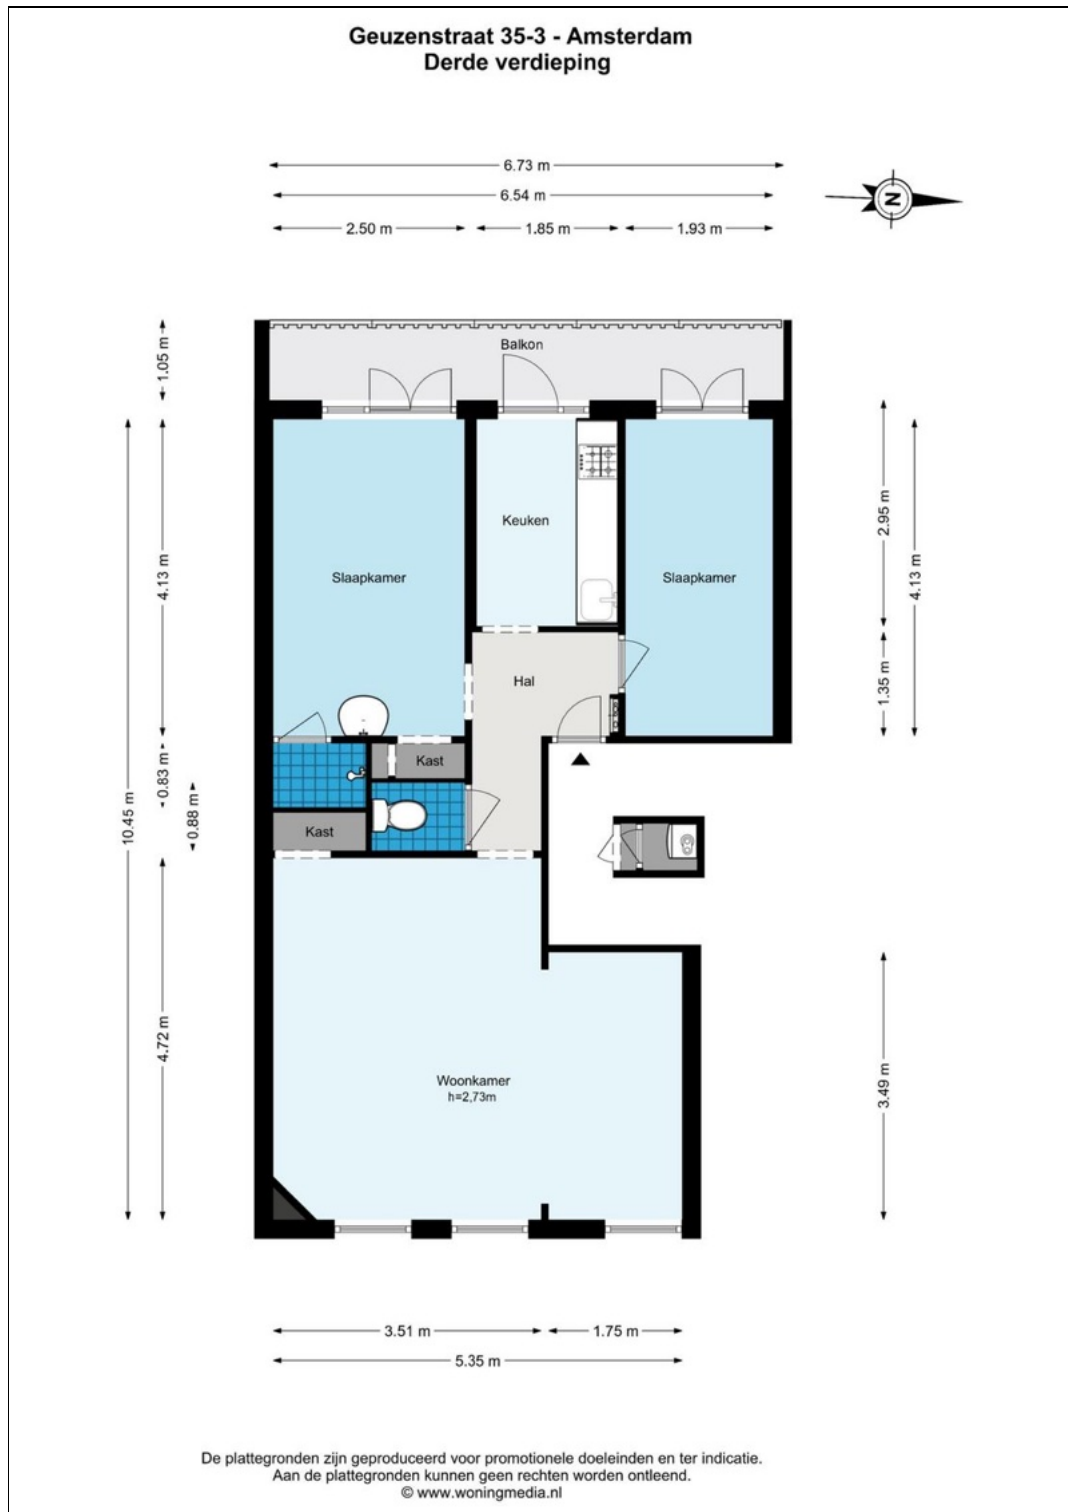 Geuzenstraat 35-3 - Amsterdam
Derde verdieping
6.73 m
6.54 m
2.50 m
1.85 m
1.93 m
N
1.05 m
Balkon
4.13 m
Slaapkamer
Keuken
Slaapkamer
2.95 m
4.13 m
Hal
1.35 m
0.83 m
Kast
10.45 m
0.88 m
Kast
4.72 m
Woonkamer
h=2,73m
3.49 m
3.51 m
1.75 m
5.35 m
De plattegronden zijn geproduceerd voor promotionele doeleinden en ter indicatie.
Aan de plattegronden kunnen geen rechten worden ontleend.
© www.woningmedia.nl